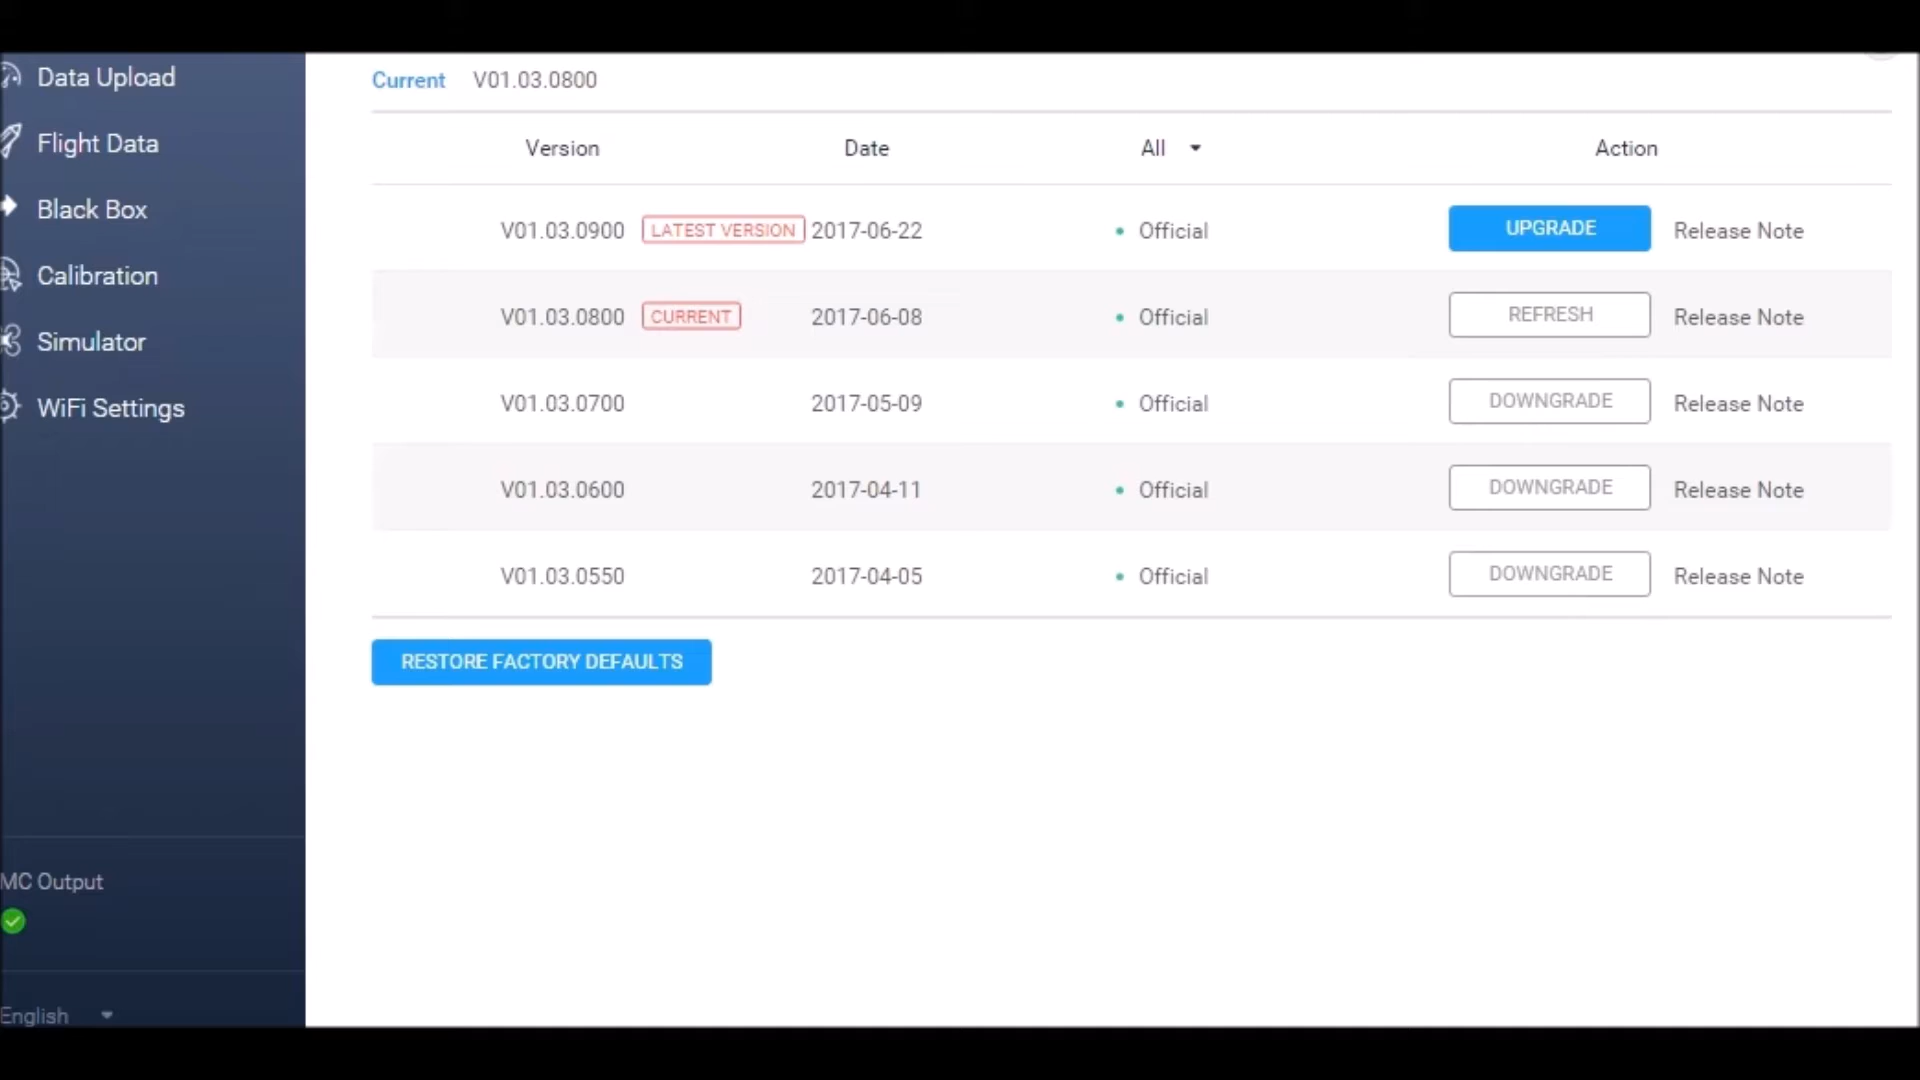 Data Upload
Flight Data
Black Box
Calibration
Simulator
WiFi Settings
MC Output
English
Current V01.03.0800
Version Date All Action
V01.03.0900 LATEST VERSION 2017-06-22 Official UPGRADE Release Note
V01.03.0800 CURRENT 2017-06-08 Official REFRESH Release Note
V01.03.0700 2017-05-09 Official DOWNGRADE Release Note
V01.03.0600 2017-04-11 Official DOWNGRADE Release Note
V01.03.0550 2017-04-05 Official DOWNGRADE Release Note
RESTORE FACTORY DEFAULTS